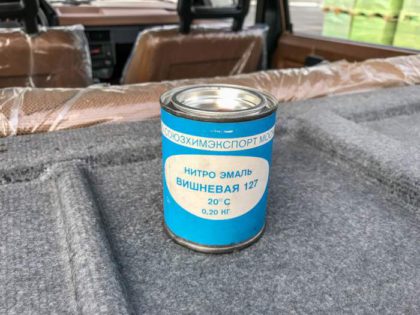 СОЮЗХИМЭКСПОРТ МОС
НИТРО ЭМАЛЬ
ВИШНЕВАЯ 127
20°С
0,20 КГ